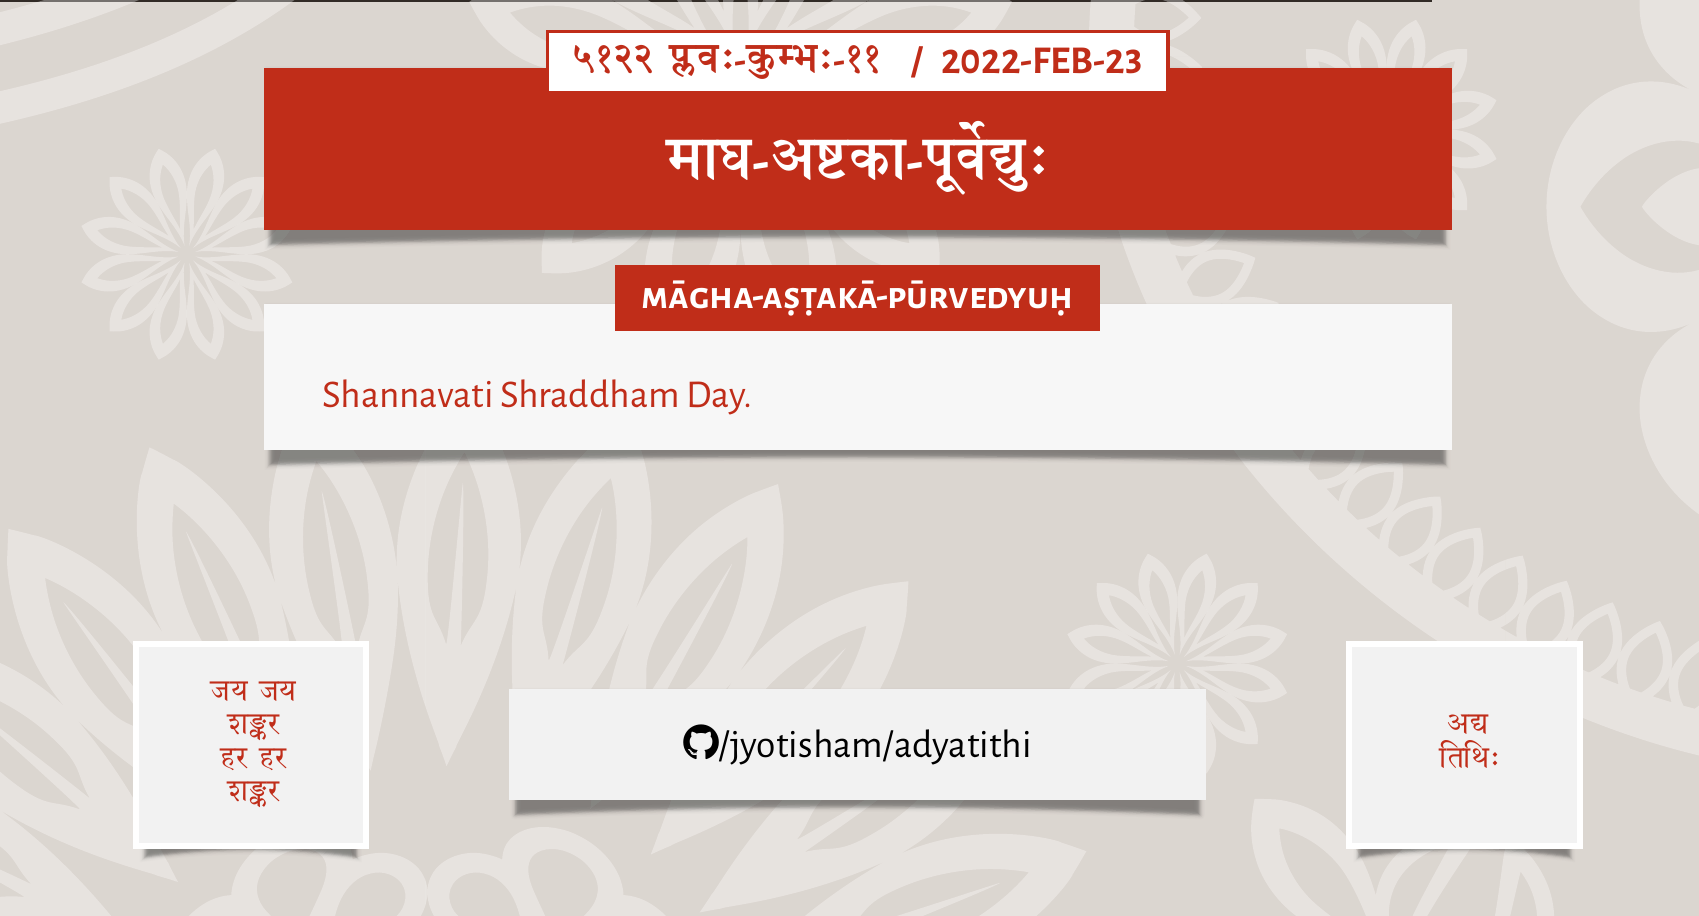 ५१२२ प्लवः-कुम्भः-११ / 2022-FEB-23
माघ-अष्टका-पूर्वेद्युः
MĀGHA-AṢṬAKĀ-PŪRVEDYUḤ
Shannavati Shraddham Day.
जय जय
शङ्कर
हर हर
शङ्कर
/jyotisham/adyatithi
अद्य
तिथिः